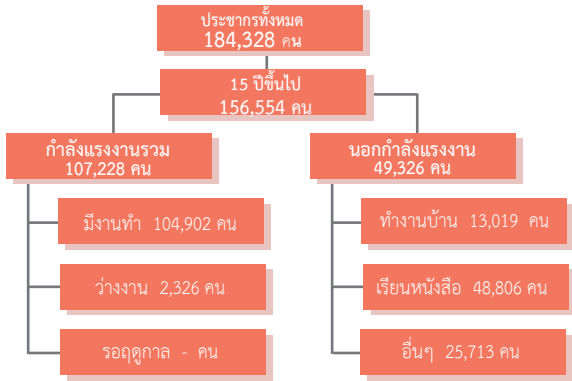 ประชากรทั้งหมด
184,328 คน
15 ปีขึ้นไป
156,554 คน
กำลังแรงงานรวม
107,228 คน
นอกกำลังแรงงาน
49,326 คน
มีงานทำ 104,902 คน
ว่างงาน 2,326 คน
รอฤดูกาล - คน
ทำงานบ้าน 13,019 คน
เรียนหนังสือ 48,806 คน
อื่นๆ 25,713 คน